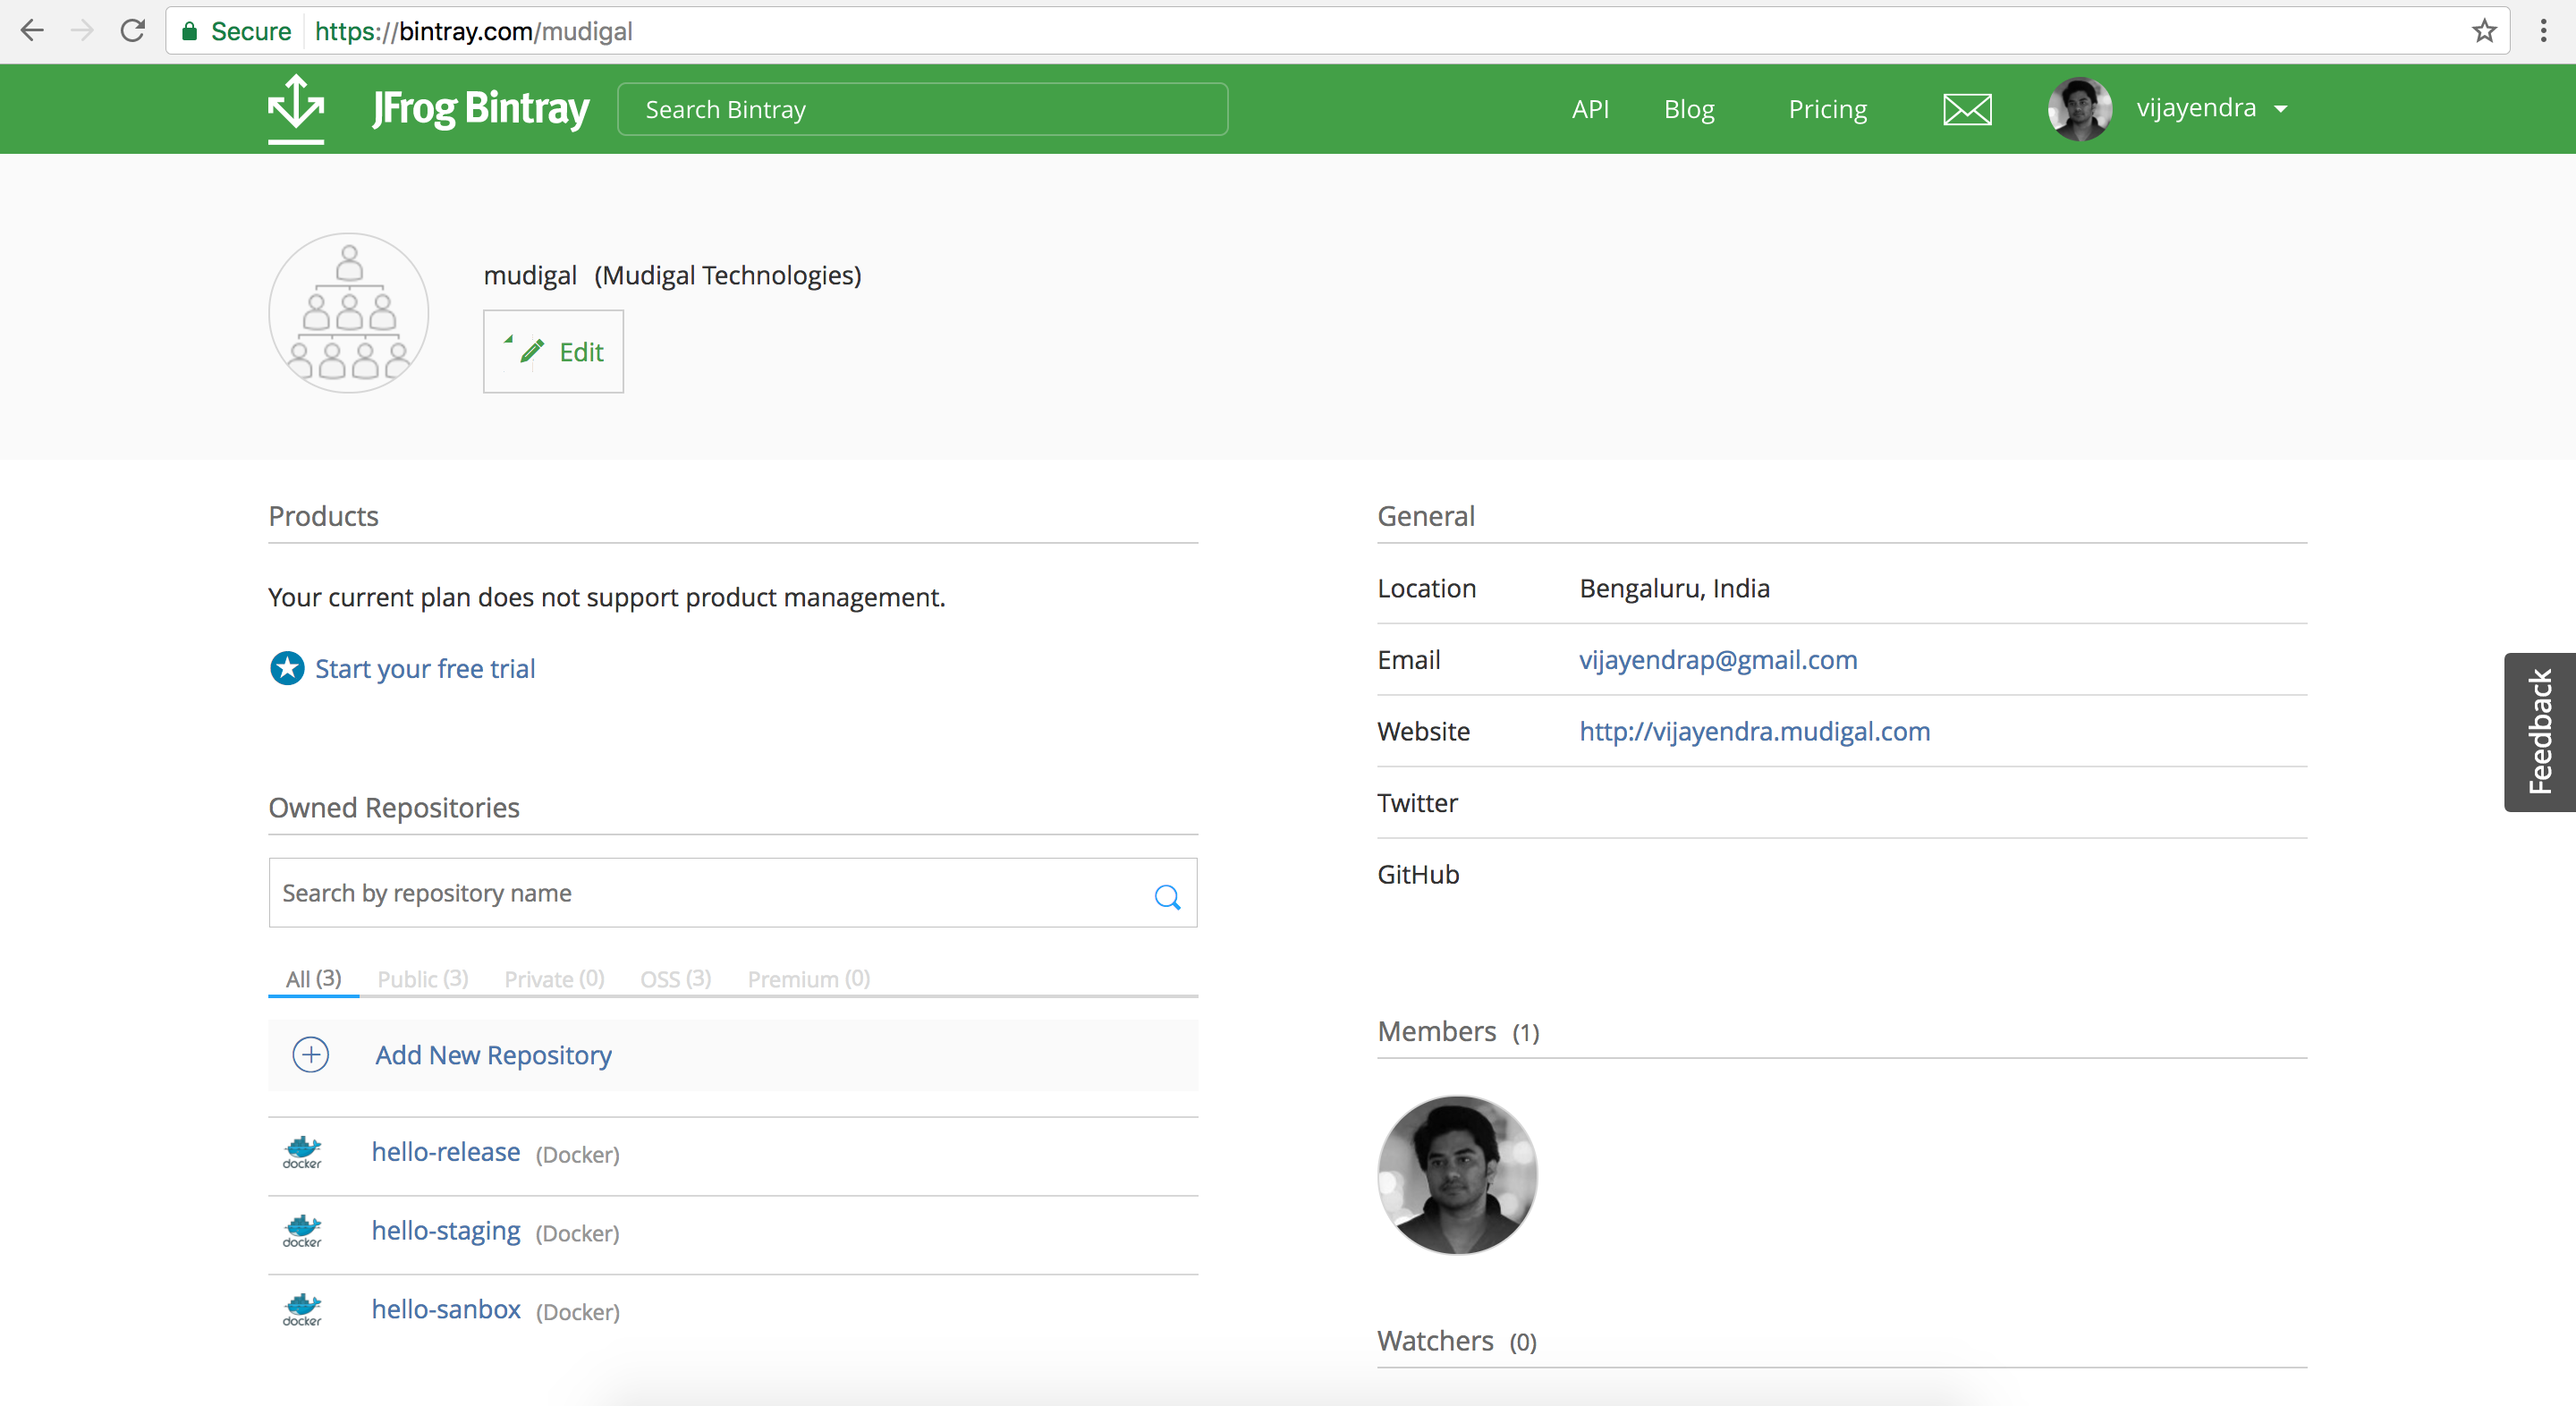 Secure https://bintray.com/mudigal
JFrog Bintray Search Bintray API Blog Pricing vijayendra
mudigal (Mudigal Technologies)
Edit
Products
Your current plan does not support product management.
Start your free trial
Owned Repositories
Search by repository name
All (3) Public (3) Private (0) OSS (3) Premium (0)
Add New Repository
docker hello-release (Docker)
docker hello-staging (Docker)
docker hello-sanbox (Docker)
General
Location Bengaluru, India
Email vijayendrap@gmail.com
Website http://vijayendra.mudigal.com
Twitter
GitHub
Members (1)
Watchers (0)
Feedback